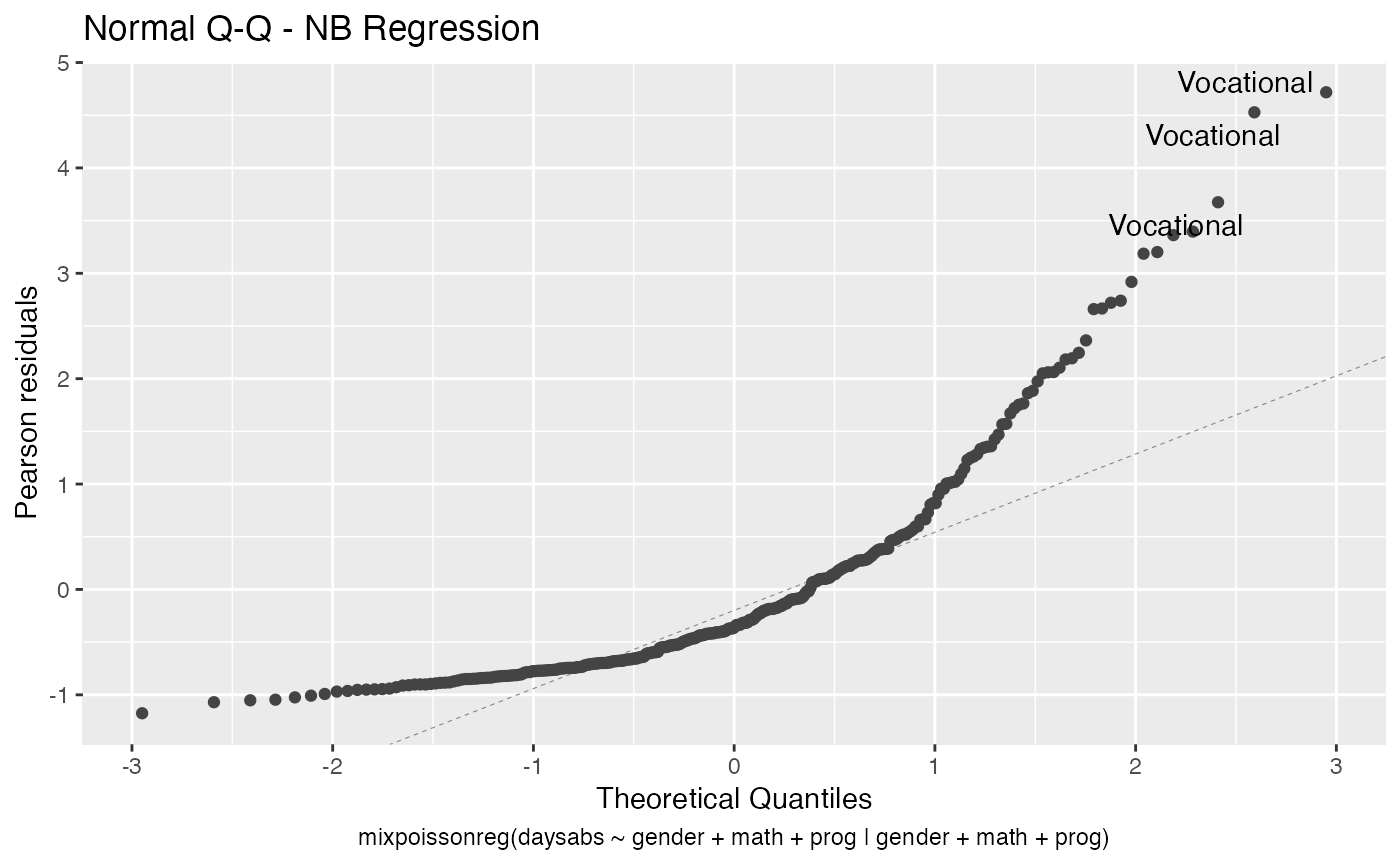 Normal Q-Q - NB Regression
5
4
3
2
1
0
-1
Pearson residuals
Vocational
Vocational
Vocational
-3 -2 -1 0 1 2 3
Theoretical Quantiles
mixpoissonreg(daysabs ~ gender + math + prog | gender + math + prog)